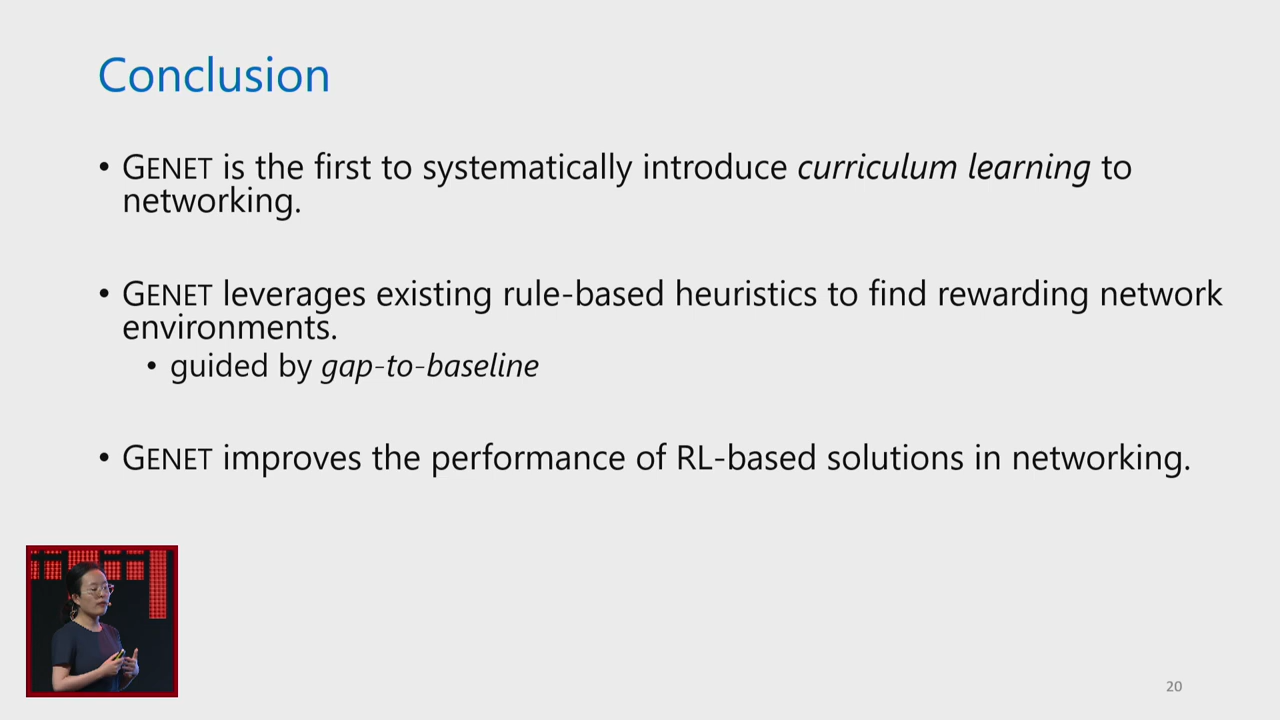 Conclusion
• GENET is the first to systematically introduce curriculum learning to
networking.
• GENET leverages existing rule-based heuristics to find rewarding network
environments.
• guided by gap-to-baseline
• GENET improves the performance of RL-based solutions in networking.
20